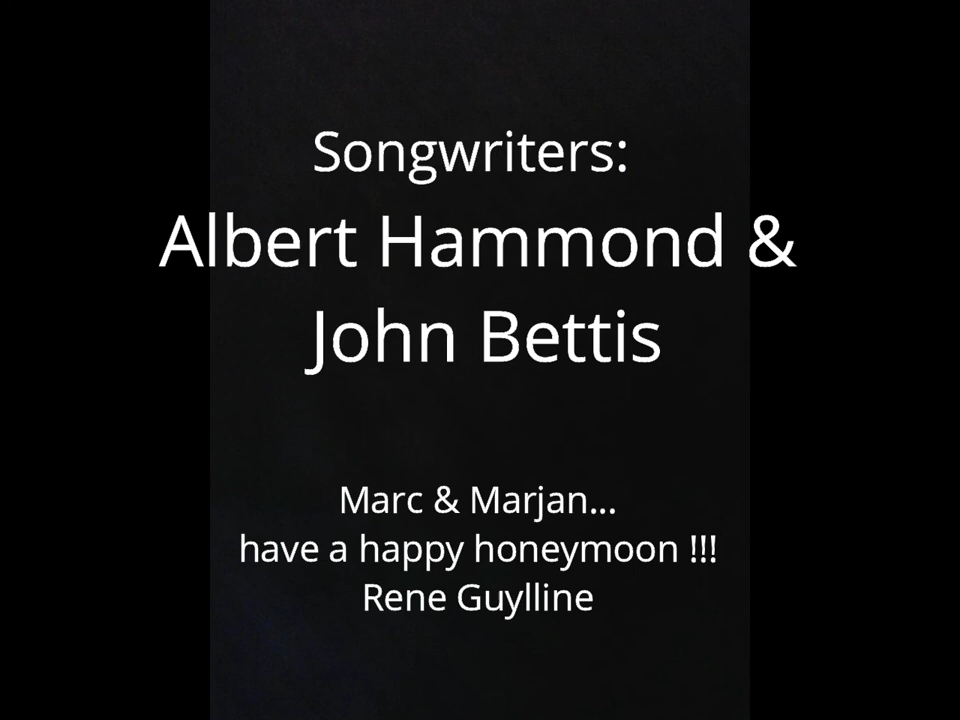 Songwriters:
Albert Hammond &
John Bettis
Marc & Marjan...
have a happy honeymoon !!!
Rene Guylline